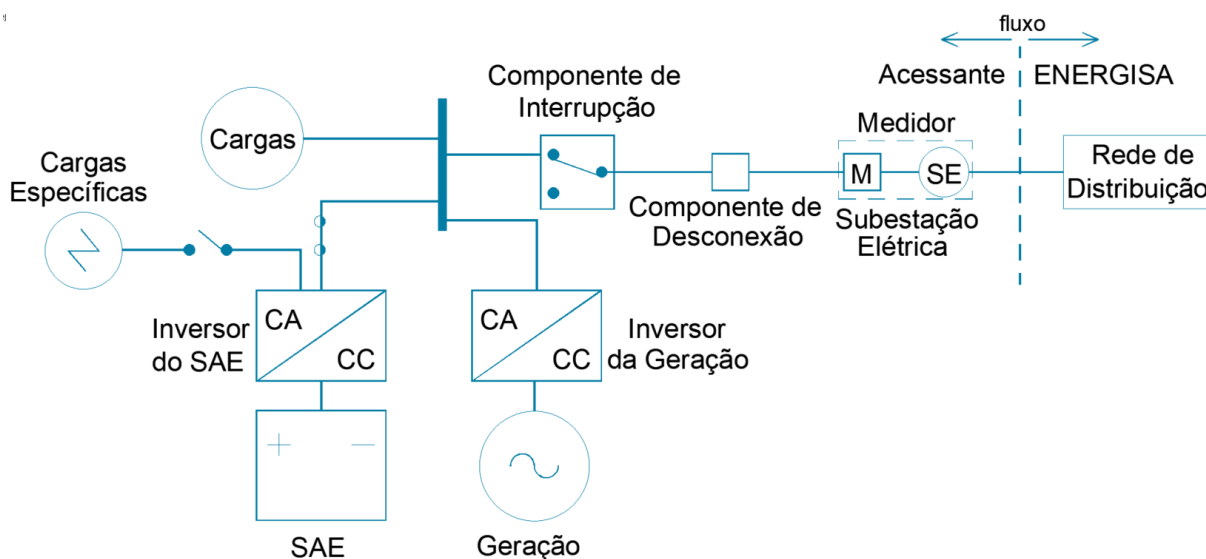 fluxo
Acessante
ENERGISA
Componente de
Interrupção
Medidor
Cargas
M
SE
Rede de
Distribuição
Cargas
Específicas
Componente de
Desconexão
Subestação
Elétrica
CA
CC
Inversor
do SAE
CA
CC
Inversor
da Geração
+
−
SAE
Geração